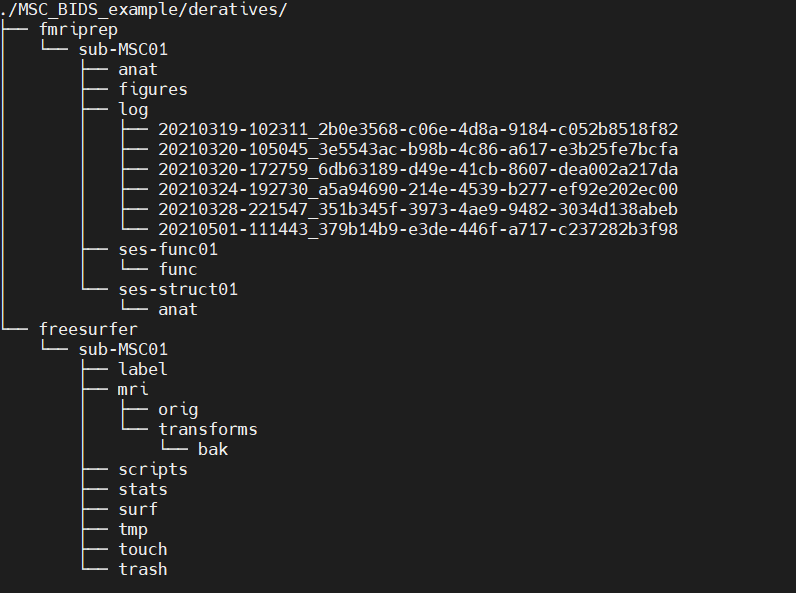 ./MSC_BIDS_example/deratives/
├── fmriprep
│   └── sub-MSC01
│       ├── anat
│       ├── figures
│       ├── log
│       │   ├── 20210319-102311_2b0e3568-c06e-4d8a-9184-c052b8518f82
│       │   ├── 20210320-105045_3e5543ac-b98b-4c86-a617-e3b25fe7bcfa
│       │   ├── 20210320-172759_6db63189-d49e-41cb-8607-dea002a217da
│       │   ├── 20210324-192730_a5a94690-214e-4539-b277-ef92e202ec00
│       │   ├── 20210328-221547_351b345f-3973-4ae9-9482-3034d138abeb
│       │   └── 20210501-111443_379b14b9-e3de-446f-a717-c237282b3f98
│       ├── ses-func01
│       │   └── func
│       └── ses-struct01
│           └── anat
└── freesurfer
    └── sub-MSC01
        ├── label
        ├── mri
        │   ├── orig
        │   └── transforms
        │       └── bak
        ├── scripts
        ├── stats
        ├── surf
        ├── tmp
        ├── touch
        └── trash